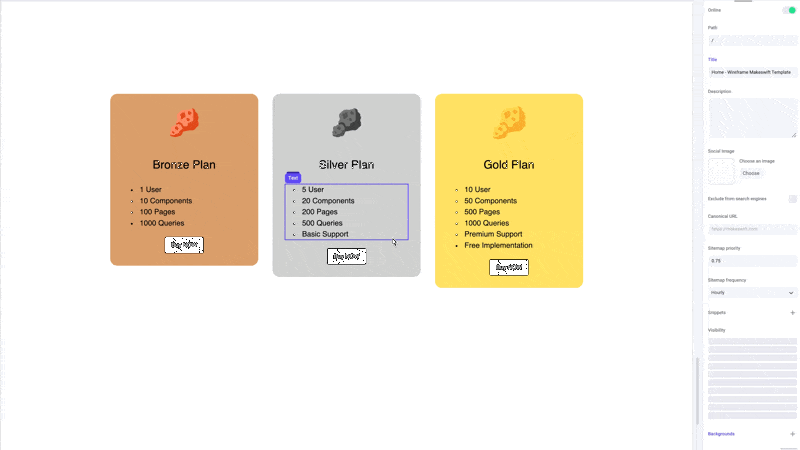 Bronze Plan
1 User
10 Components
100 Pages
1000 Queries
Silver Plan
Text
5 User
20 Components
200 Pages
500 Queries
Basic Support
Gold Plan
10 User
50 Components
500 Pages
1000 Queries
Premium Support
Free Implementation
Online
Path
/
Title
Home - Wireframe Makeswift Template
Description
Social Image
Choose an image
Choose
Exclude from search engines
Canonical URL
https://makeswift.com
Sitemap priority
0.75
Sitemap frequency
Hourly
Snippets
Visibility
Backgrounds